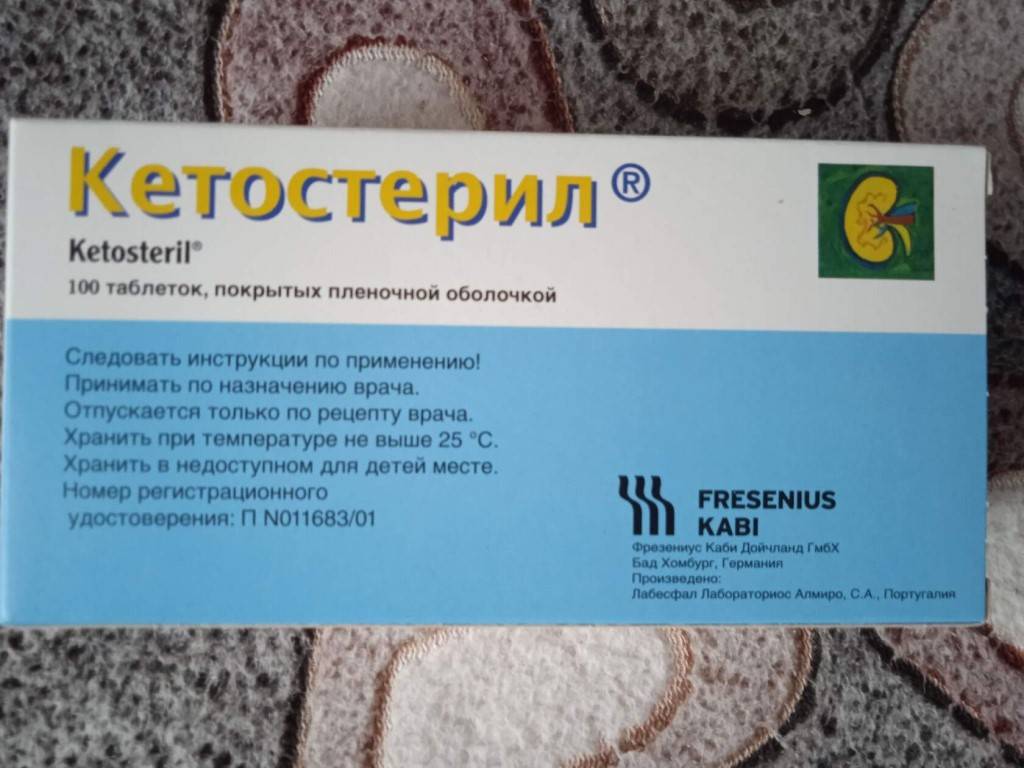 Кетостерил®
Ketosteril®
100 таблеток, покрытых пленочной оболочкой
Следовать инструкции по применению!
Принимать по назначению врача.
Отпускается только по рецепту врача.
Хранить при температуре не выше 25 °C.
Хранить в недоступном для детей месте.
Номер регистрационного
удостоверения: П N011683/01
FRESENIUS
KABI
Фрезениус Каби Дойчланд ГмбХ
Бад Хомбург, Германия
Произведено:
Лабесфал Лабораториос Алмиро, С.А., Португалия